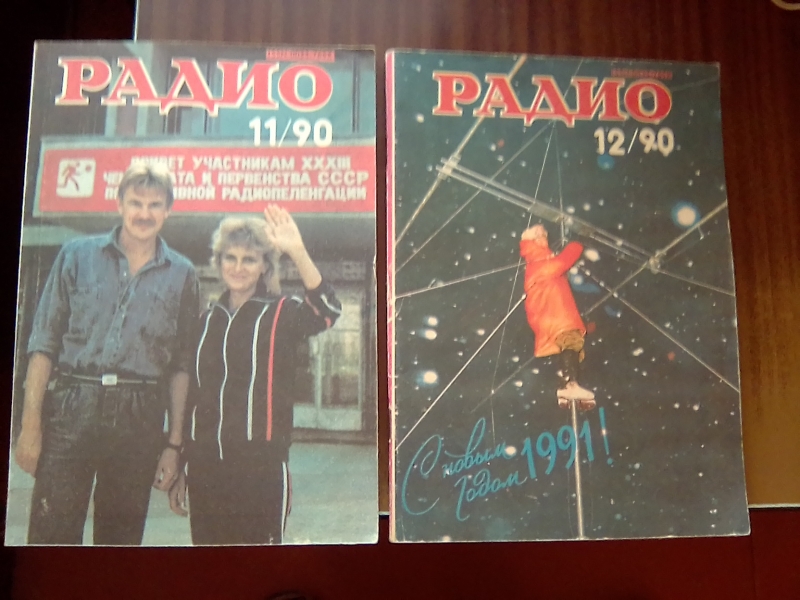 РАДИО
11/90
ПРИВЕТ УЧАСТНИКАМ XXXIII
ЧЕМПИОНАТА И ПЕРВЕНСТВА СССР
ПО СПОРТИВНОЙ РАДИОПЕЛЕНГАЦИИ
РАДИО
12/90
С новым
годом 1991!